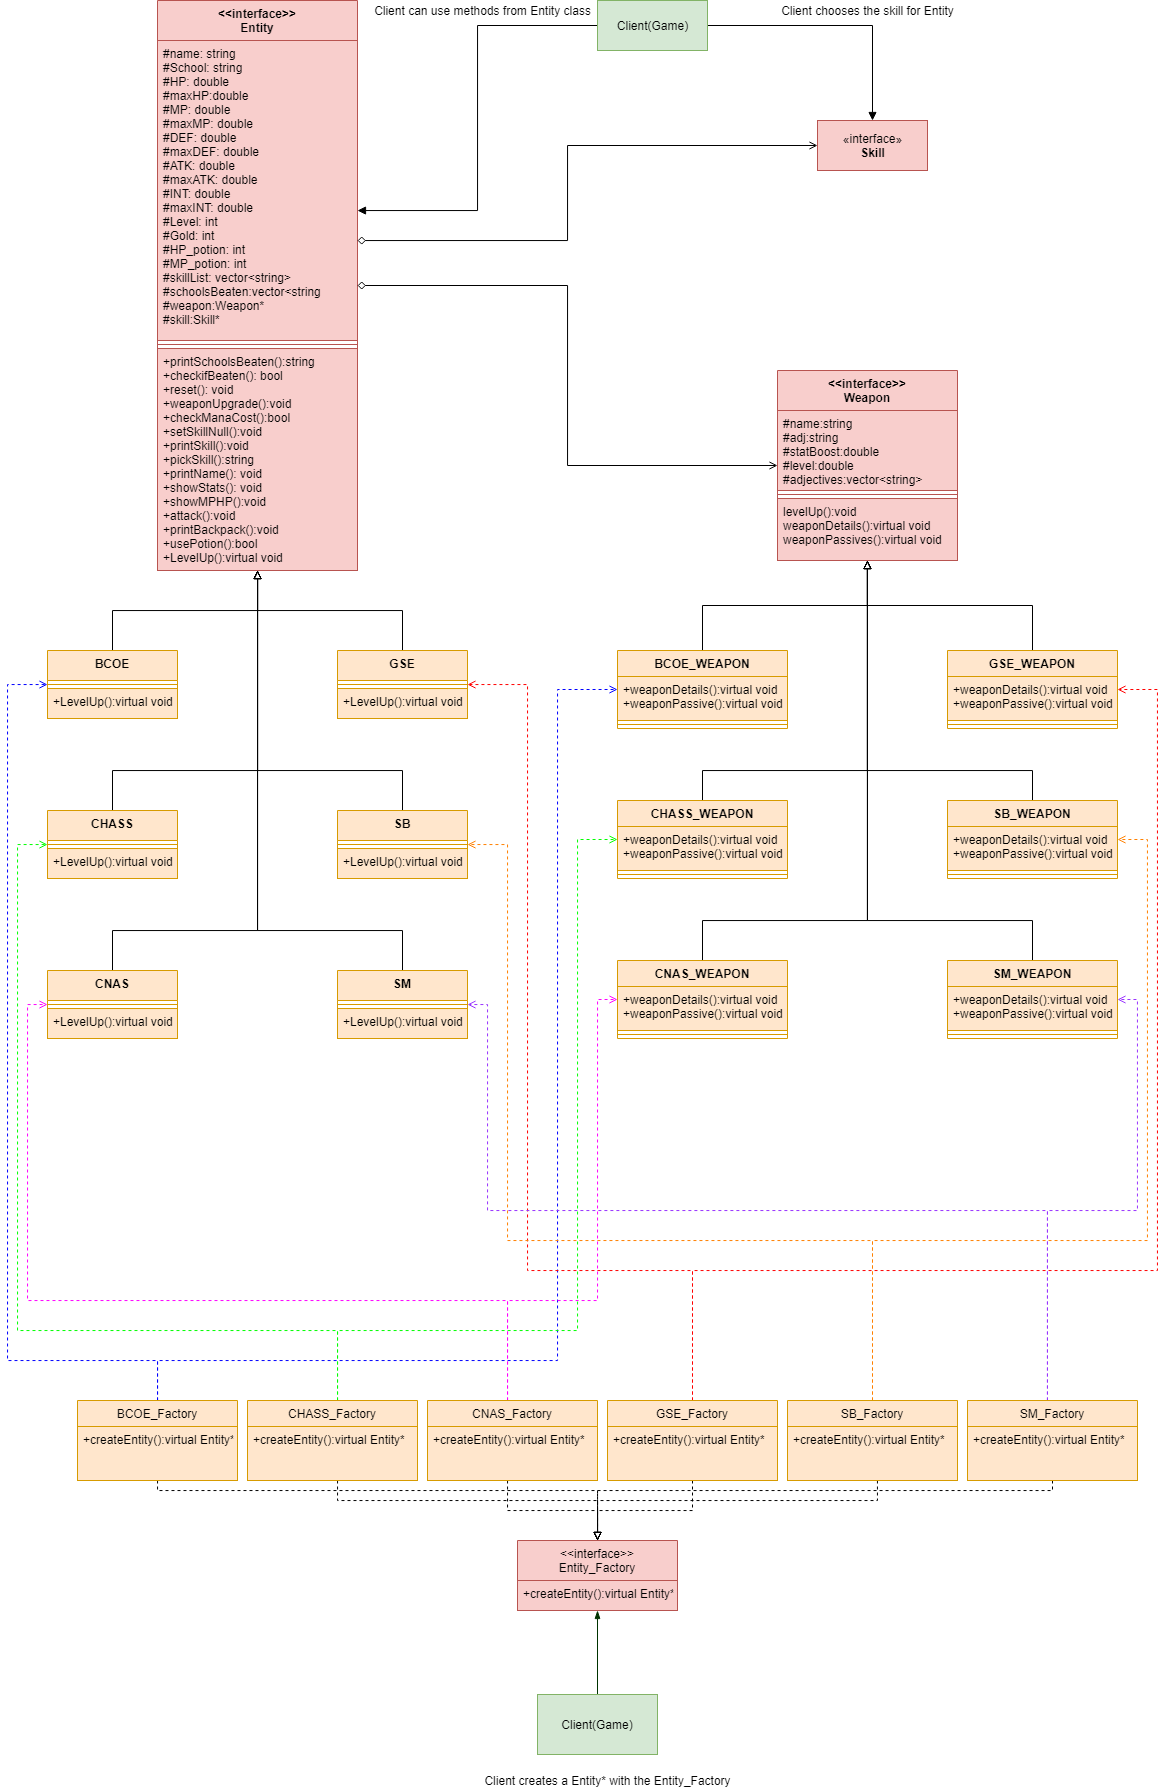 Client can use methods from Entity class
Client(Game)
Client chooses the skill for Entity
<<interface>>
Entity
#name: string
#School: string
#HP: double
#maxHP:double
#MP: double
#maxMP: double
#DEF: double
#maxDEF: double
#ATK: double
#maxATK: double
#INT: double
#maxINT: double
#Level: int
#Gold: int
#HP_potion: int
#MP_potion: int
#skillList: vector<string>
#schoolsBeaten:vector<string
#weapon:Weapon*
#skill:Skill*
+printSchoolsBeaten():string
+checkifBeaten(): bool
+reset(): void
+weaponUpgrade():void
+checkManaCost():bool
+setSkillNull():void
+printSkill():void
+pickSkill():string
+printName(): void
+showStats(): void
+showMPHP():void
+attack():void
+printBackpack():void
+usePotion():bool
+LevelUp():virtual void
«interface»
Skill
<<interface>>
Weapon
#name:string
#adj:string
#statBoost:double
#level:double
#adjectives:vector<string>
levelUp():void
weaponDetails():virtual void
weaponPassives():virtual void
BCOE
+LevelUp():virtual void
GSE
+LevelUp():virtual void
BCOE_WEAPON
+weaponDetails():virtual void
+weaponPassive():virtual void
GSE_WEAPON
+weaponDetails():virtual void
+weaponPassive():virtual void
CHASS
+LevelUp():virtual void
SB
+LevelUp():virtual void
CHASS_WEAPON
+weaponDetails():virtual void
+weaponPassive():virtual void
SB_WEAPON
+weaponDetails():virtual void
+weaponPassive():virtual void
CNAS
+LevelUp():virtual void
SM
+LevelUp():virtual void
CNAS_WEAPON
+weaponDetails():virtual void
+weaponPassive():virtual void
SM_WEAPON
+weaponDetails():virtual void
+weaponPassive():virtual void
BCOE_Factory
+createEntity():virtual Entity*
CHASS_Factory
+createEntity():virtual Entity*
CNAS_Factory
+createEntity():virtual Entity*
GSE_Factory
+createEntity():virtual Entity*
SB_Factory
+createEntity():virtual Entity*
SM_Factory
+createEntity():virtual Entity*
<<interface>>
Entity_Factory
+createEntity():virtual Entity*
Client(Game)
Client creates a Entity* with the Entity_Factory